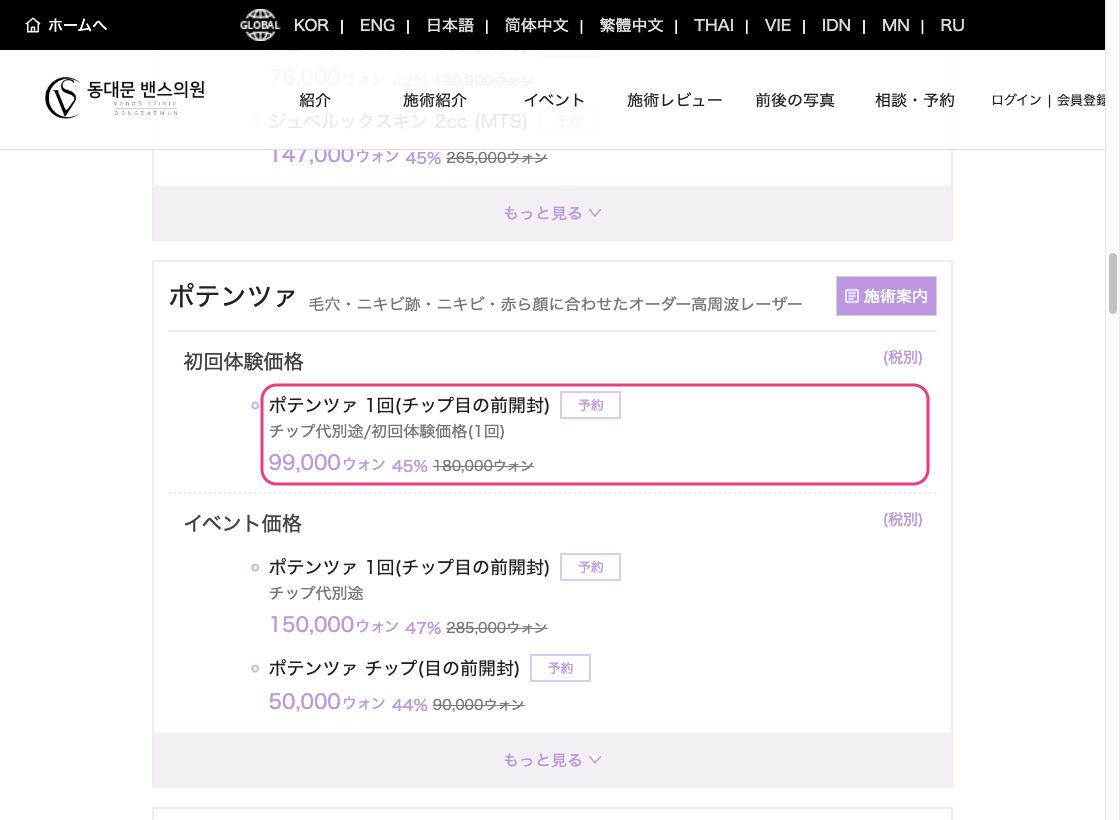 ホームへ
GLOBAL KOR | ENG | 日本語 | 简体中文 | 繁體中文 | THAI | VIE | IDN | MN | RU
76,000ウォン 42% 130,000ウォン
동대문 밴스의원
VandS clinic
DONGDAEMUN
紹介 施術紹介 イベント 施術レビュー 前後の写真 相談・予約 ログイン | 会員登録
ジュベルックスキン 2cc (MTS) 予約
147,000ウォン 45% 265,000ウォン
もっと見る
ポテンツァ 毛穴・ニキビ跡・ニキビ・赤ら顔に合わせたオーダー高周波レーザー 施術案内
初回体験価格 (税別)
ポテンツァ 1回(チップ目の前開封) 予約
チップ代別途/初回体験価格(1回)
99,000ウォン 45% 180,000ウォン
イベント価格 (税別)
ポテンツァ 1回(チップ目の前開封) 予約
チップ代別途
150,000ウォン 47% 285,000ウォン
ポテンツァ チップ(目の前開封) 予約
50,000ウォン 44% 90,000ウォン
もっと見る